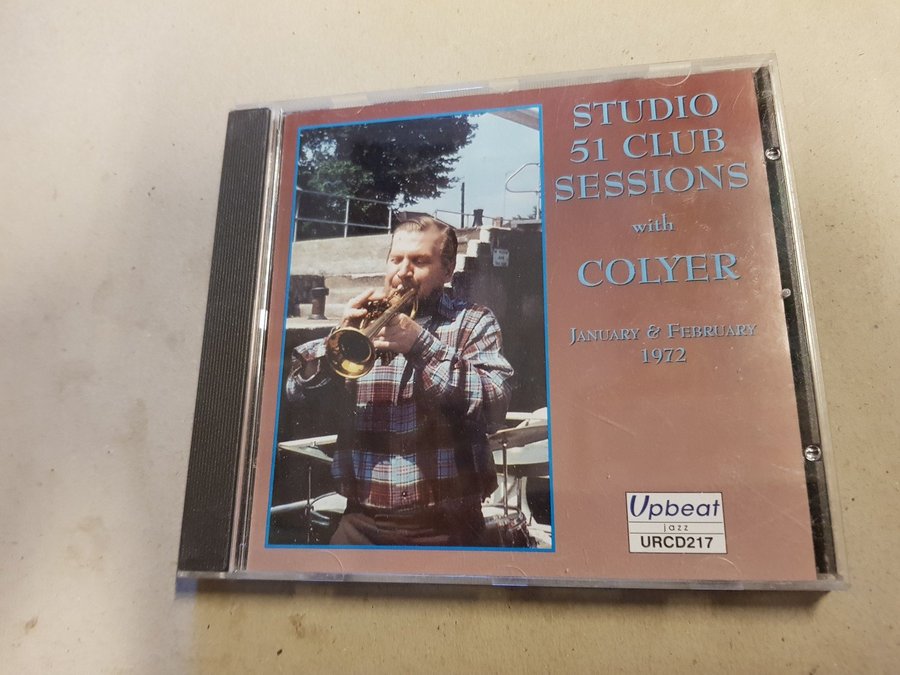 STUDIO
51 CLUB
SESSIONS
with
COLYER
JANUARY & FEBRUARY
1972
Upbeat
jazz
URCD217